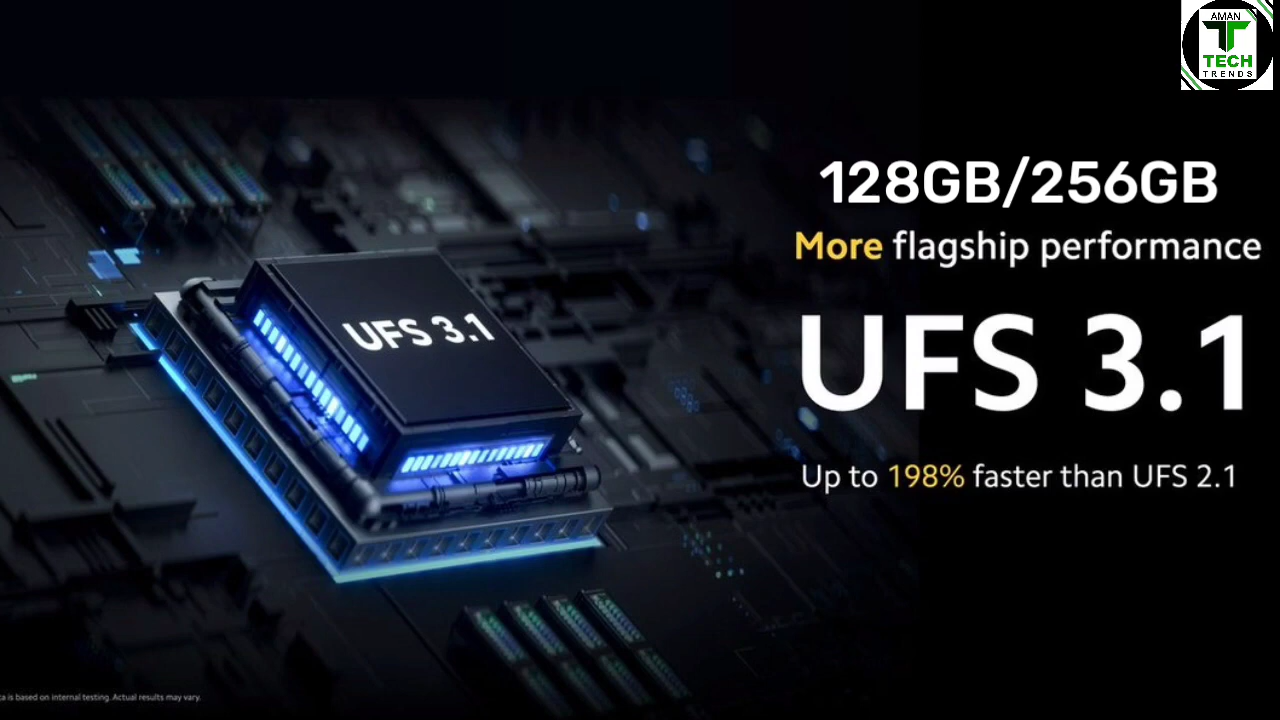 AMAN
TECH
TRENDS
128GB/256GB
More flagship performance
UFS 3.1
UFS 3.1
Up to 198% faster than UFS 2.1
is based on internal testing. Actual results may vary.